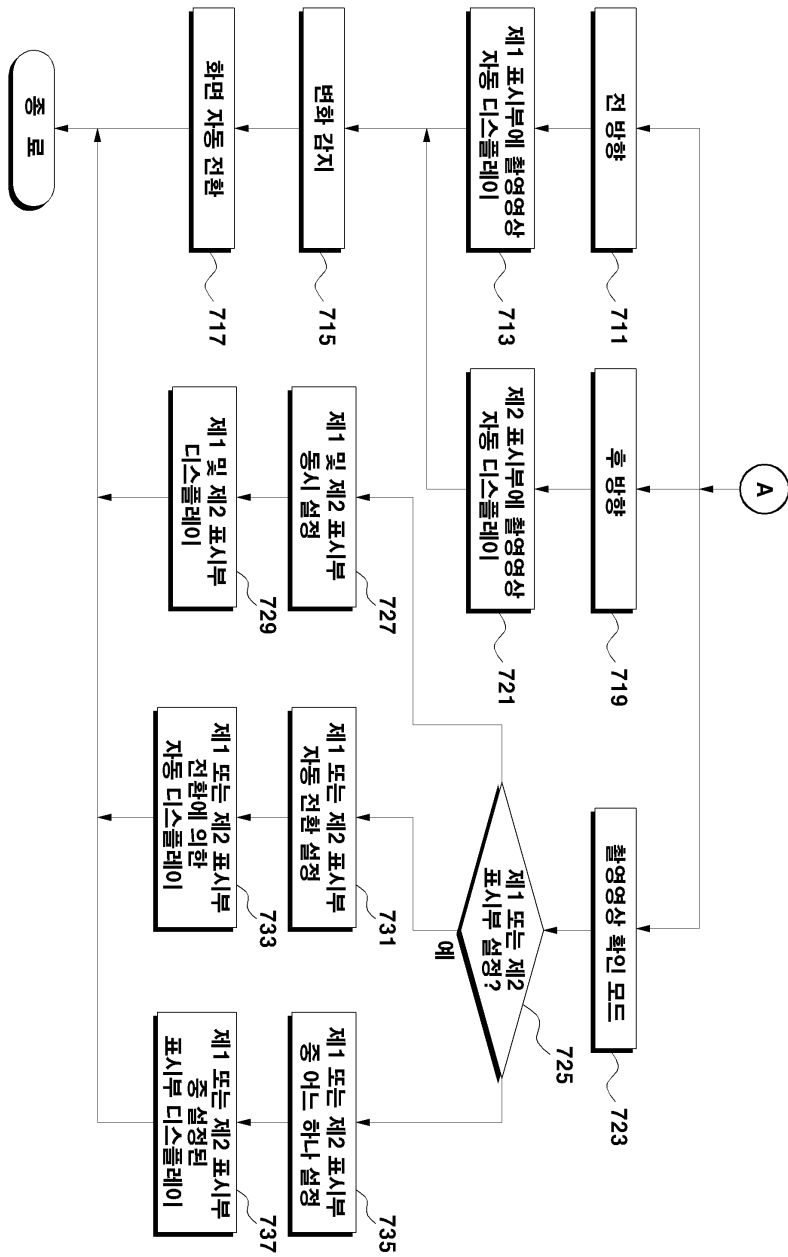 A
전 방향
711
후 방향
719
촬영영상 확인 모드
723
제1 표시부에 촬영영상
자동 디스플레이
713
제2 표시부에 촬영영상
자동 디스플레이
721
제1 또는 제2
표시부 설정?
725
예
변화 감지
715
제1 및 제2 표시부
동시 설정
727
제1 또는 제2 표시부
자동 전환 설정
731
제1 또는 제2 표시부
중 어느 하나 설정
735
화면 자동 전환
717
제1 및 제2 표시부
디스플레이
729
제1 또는 제2 표시부
전환에 의한
자동 디스플레이
733
제1 또는 제2 표시부
중 설정된
표시부 디스플레이
737
종 료